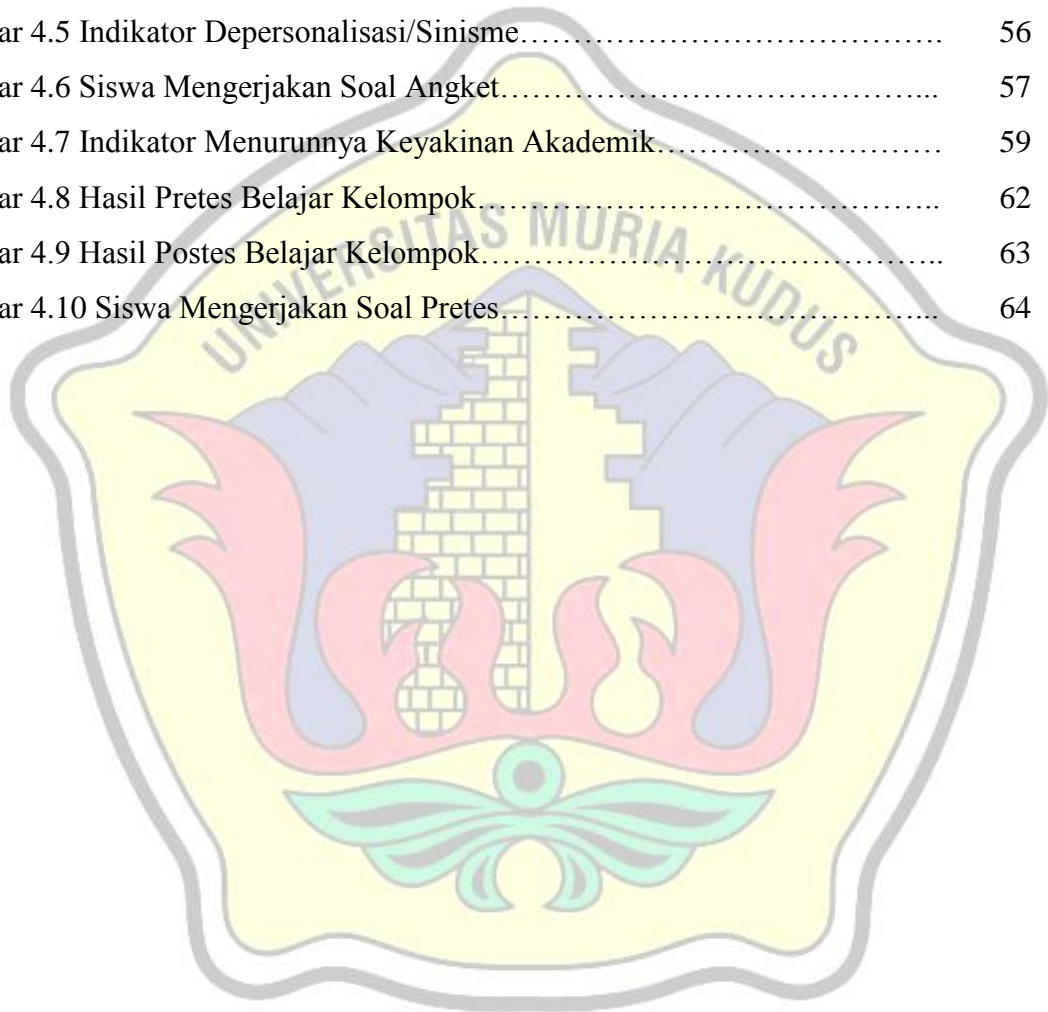 ar 4.5 Indikator Depersonalisasi/Sinisme…………………………………. 56
ar 4.6 Siswa Mengerjakan Soal Angket…………………………………... 57
ar 4.7 Indikator Menurunnya Keyakinan Akademik……………………… 59
ar 4.8 Hasil Pretes Belajar Kelompok…………………………………….. 62
ar 4.9 Hasil Postes Belajar Kelompok…………………………………….. 63
ar 4.10 Siswa Mengerjakan Soal Pretes………………………………….. 64
UNIVERSITAS MURIA KUDUS